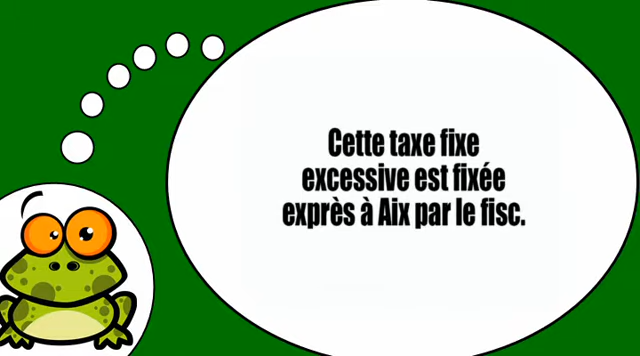 Cette taxe fixe
excessive est fixée
exprès à Aix par le fisc.